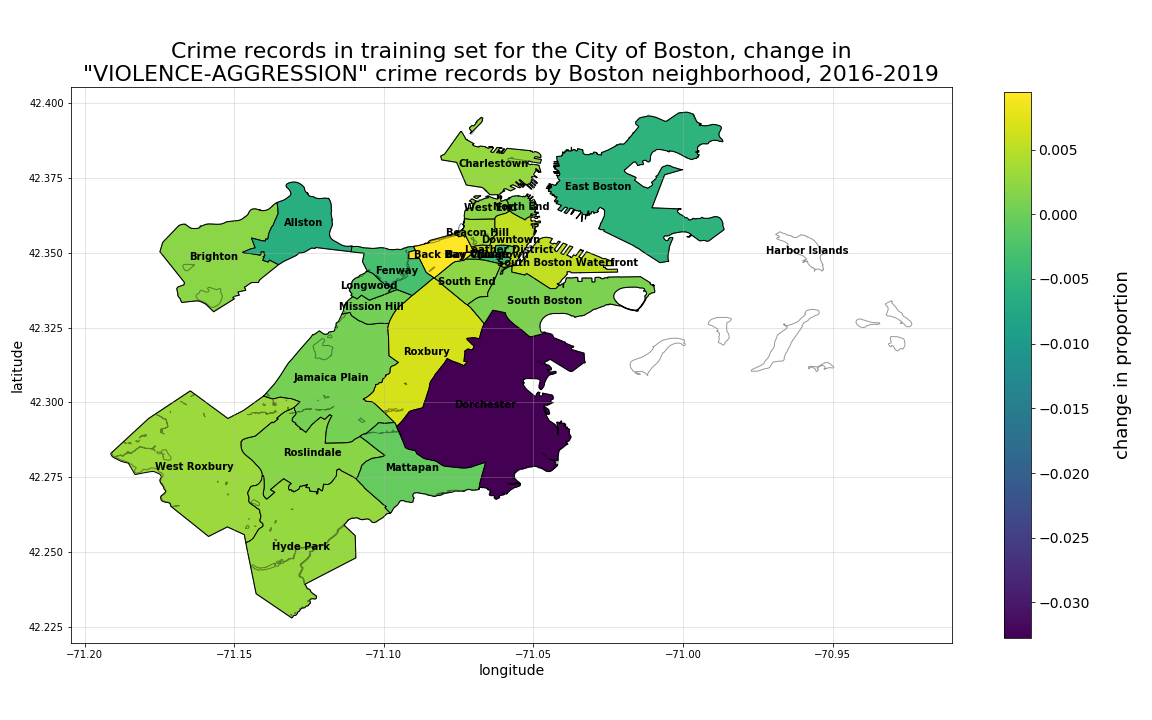 Crime records in training set for the City of Boston, change in
"VIOLENCE-AGGRESSION" crime records by Boston neighborhood, 2016-2019
42.400
42.375
42.350
42.325
42.300
42.275
42.250
42.225
latitude
Charlestown
East Boston
West End
North End
Allston
Beacon Hill
Downtown
Leather District
Harbor Islands
Brighton
Back Bay
South Boston Waterfront
Fenway
South End
Longwood
South Boston
Mission Hill
Roxbury
Jamaica Plain
Dorchester
Roslindale
West Roxbury
Mattapan
Hyde Park
−71.20
−71.15
−71.10
−71.05
−71.00
−70.95
longitude
0.005
0.000
−0.005
−0.010
−0.015
−0.020
−0.025
−0.030
change in proportion